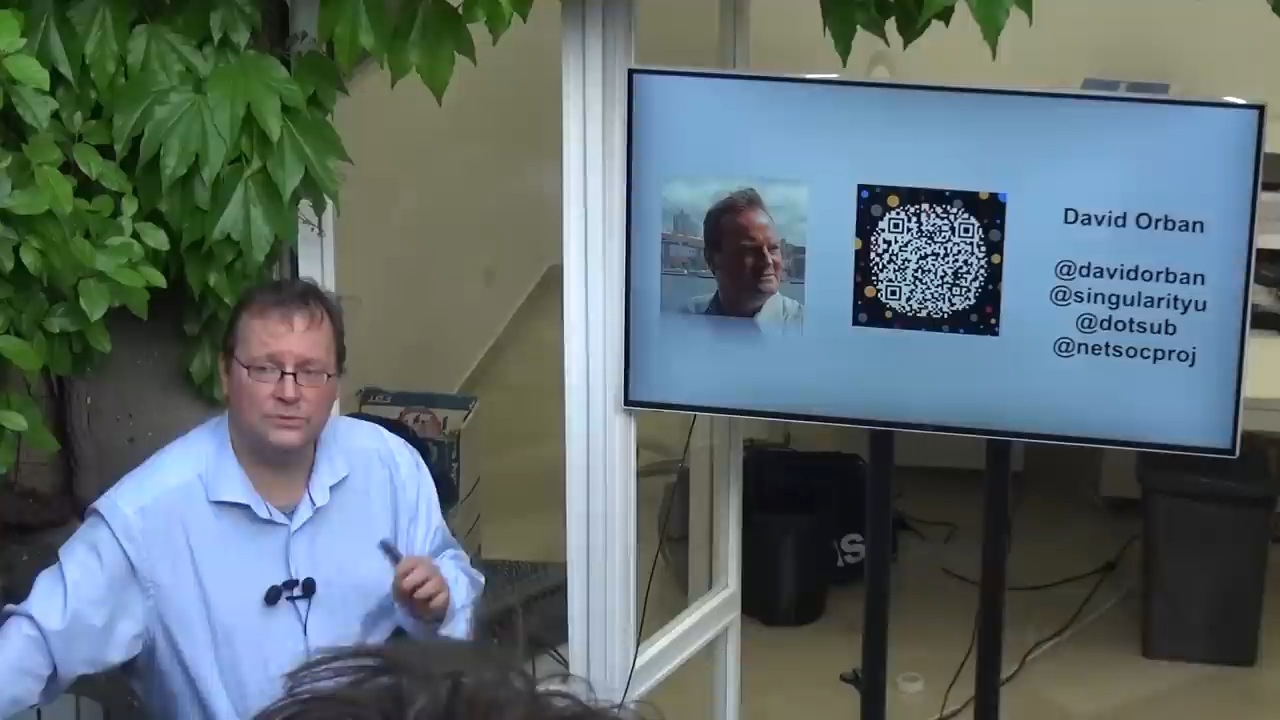 David Orban
@davidorban
@singularityu
@dotsub
@netsocproj